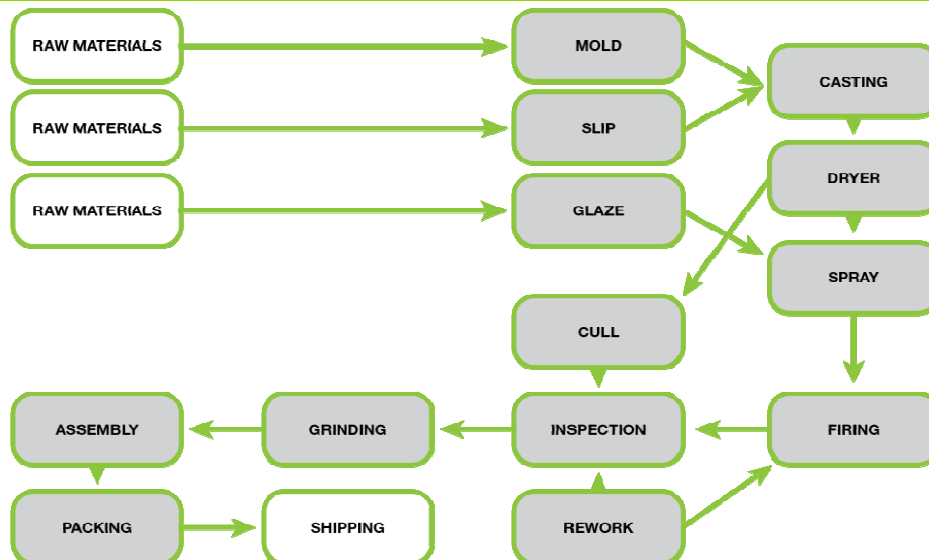 RAW MATERIALS
MOLD
CASTING
RAW MATERIALS
SLIP
DRYER
RAW MATERIALS
GLAZE
SPRAY
CULL
ASSEMBLY
GRINDING
INSPECTION
FIRING
PACKING
SHIPPING
REWORK